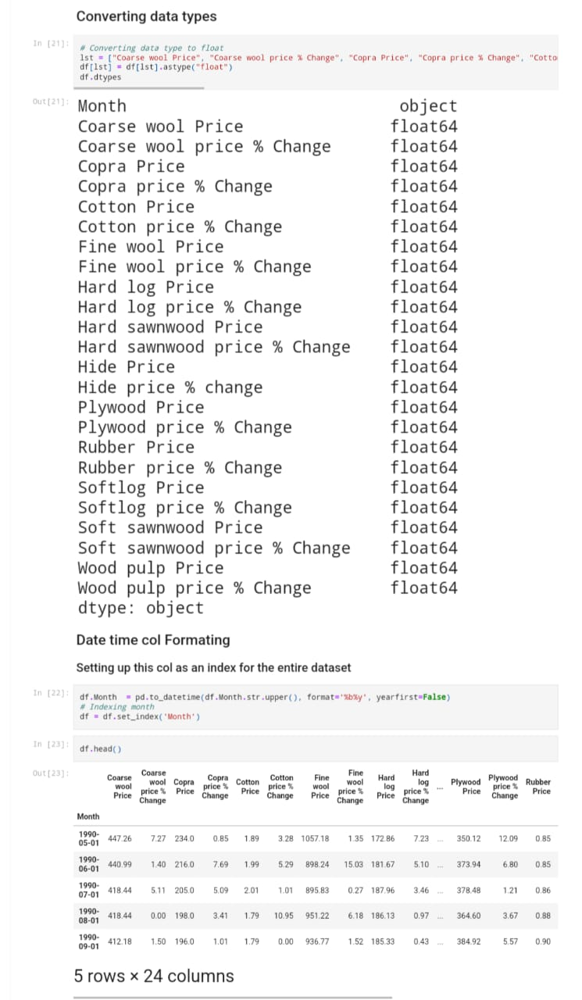 Converting data types
In [21]:
# Converting data type to float
lst = ["Coarse wool Price", "Coarse wool price % Change", "Copra Price", "Copra price % Change", "Cotto
df[lst] = df[lst].astype("float")
df.dtypes
Out[21]:
Month object
Coarse wool Price float64
Coarse wool price % Change float64
Copra Price float64
Copra price % Change float64
Cotton Price float64
Cotton price % Change float64
Fine wool Price float64
Fine wool price % Change float64
Hard log Price float64
Hard log price % Change float64
Hard sawnwood Price float64
Hard sawnwood price % Change float64
Hide Price float64
Hide price % change float64
Plywood Price float64
Plywood price % Change float64
Rubber Price float64
Rubber price % Change float64
Softlog Price float64
Softlog price % Change float64
Soft sawnwood Price float64
Soft sawnwood price % Change float64
Wood pulp Price float64
Wood pulp price % Change float64
dtype: object
Date time col Formating
Setting up this col as an index for the entire dataset
In [22]:
df.Month = pd.to_datetime(df.Month.str.upper(), format='%b%y', yearfirst=False)
# Indexing month
df = df.set_index('Month')
In [23]:
df.head()
Out[23]:
Coarse wool Price Coarse wool price % Change Copra Price Copra price % Change Cotton Price Cotton price % Change Fine wool Price Fine wool price % Change Hard log Price Hard log price % Change ... Plywood Price Plywood price % Change Rubber Price
Month
1990-05-01 447.26 7.27 234.0 0.85 1.89 3.28 1057.18 1.35 172.86 7.23 ... 350.12 12.09 0.85
1990-06-01 440.99 1.40 216.0 7.69 1.99 5.29 898.24 15.03 181.67 5.10 ... 373.94 6.80 0.85
1990-07-01 418.44 5.11 205.0 5.09 2.01 1.01 895.83 0.27 187.96 3.46 ... 378.48 1.21 0.86
1990-08-01 418.44 0.00 198.0 3.41 1.79 10.95 951.22 6.18 186.13 0.97 ... 364.60 3.67 0.88
1990-09-01 412.18 1.50 196.0 1.01 1.79 0.00 936.77 1.52 185.33 0.43 ... 384.92 5.57 0.90
5 rows × 24 columns